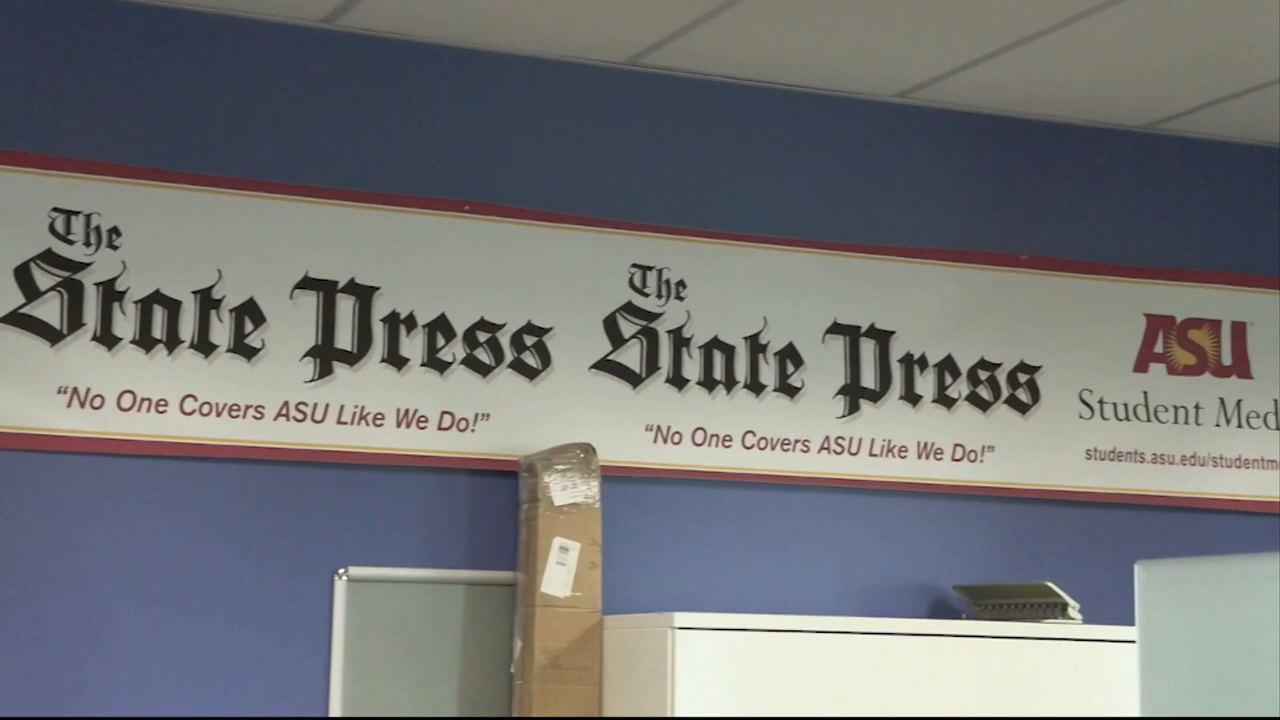 The
State Press
"No One Covers ASU Like We Do!"
The
State Press
"No One Covers ASU Like We Do!"
ASU
Student Med
students.asu.edu/studentm